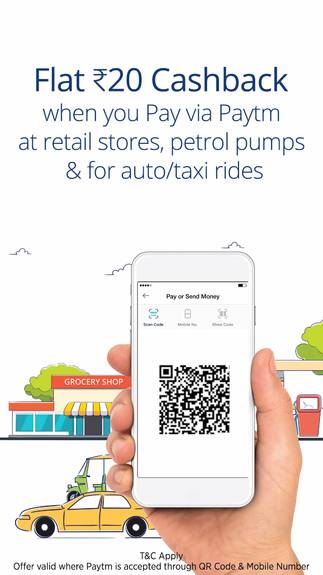 Flat ₹20 Cashback
when you Pay via Paytm
at retail stores, petrol pumps
& for auto/taxi rides
Pay or Send Money
Scan Code Mobile No. Show Code
GROCERY SHOP
T&C Apply
Offer valid where Paytm is accepted through QR Code & Mobile Number